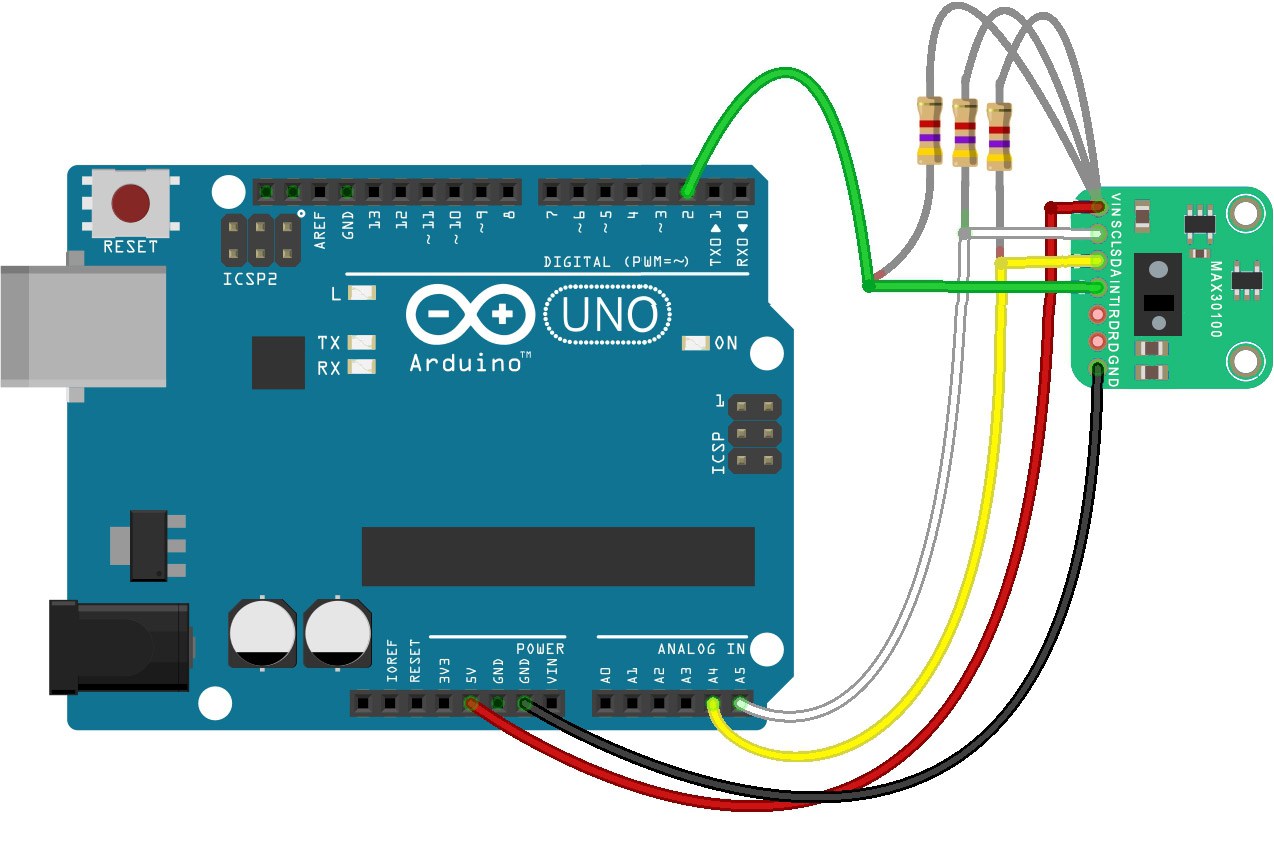 RESET
ICSP2
AREF
GND
13
12
~11
~10
~9
8
7
~6
~5
4
~3
2
TX0▶1
RX0◀0
DIGITAL (PWM=~)
L
TX
RX
UNO
Arduino™
ON
1
ICSP
IOREF
RESET
3V3
5V
GND
GND
VIN
POWER
A0
A1
A2
A3
A4
A5
ANALOG IN
VIN
SCL
SDA
INT
IRD
RD
GND
MAX30100